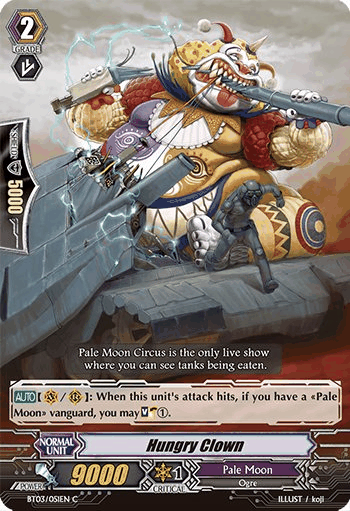 2
GRADE
SHIELD
5000
Pale Moon Circus is the only live show
where you can see tanks being eaten.
AUTO [ / ]: When this unit's attack hits, if you have a «Pale
Moon» vanguard, you may V 1.
NORMAL
UNIT
Hungry Clown
POWER
9000
1
CRITICAL
Pale Moon
Ogre
BT03/051EN C
ILLUST / koji